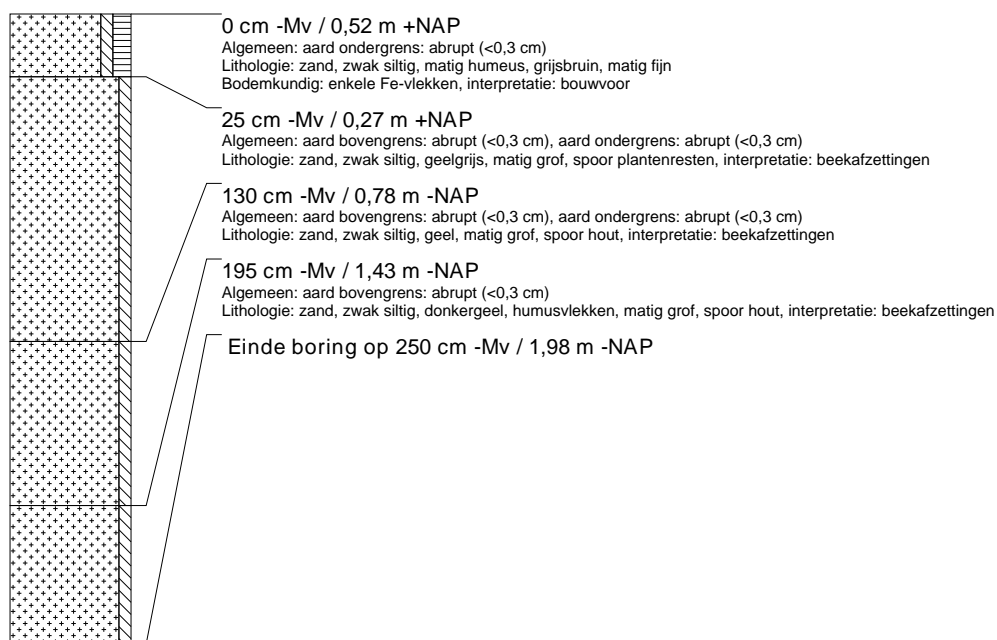 0 cm -Mv / 0,52 m +NAP
Algemeen: aard ondergrens: abrupt (<0,3 cm)
Lithologie: zand, zwak siltig, matig humeus, grijsbruin, matig fijn
Bodemkundig: enkele Fe-vlekken, interpretatie: bouwvoor
25 cm -Mv / 0,27 m +NAP
Algemeen: aard bovengrens: abrupt (<0,3 cm), aard ondergrens: abrupt (<0,3 cm)
Lithologie: zand, zwak siltig, geelgrijs, matig grof, spoor plantenresten, interpretatie: beekafzettingen
130 cm -Mv / 0,78 m -NAP
Algemeen: aard bovengrens: abrupt (<0,3 cm), aard ondergrens: abrupt (<0,3 cm)
Lithologie: zand, zwak siltig, geel, matig grof, spoor hout, interpretatie: beekafzettingen
195 cm -Mv / 1,43 m -NAP
Algemeen: aard bovengrens: abrupt (<0,3 cm)
Lithologie: zand, zwak siltig, donkergeel, humusvlekken, matig grof, spoor hout, interpretatie: beekafzettingen
Einde boring op 250 cm -Mv / 1,98 m -NAP